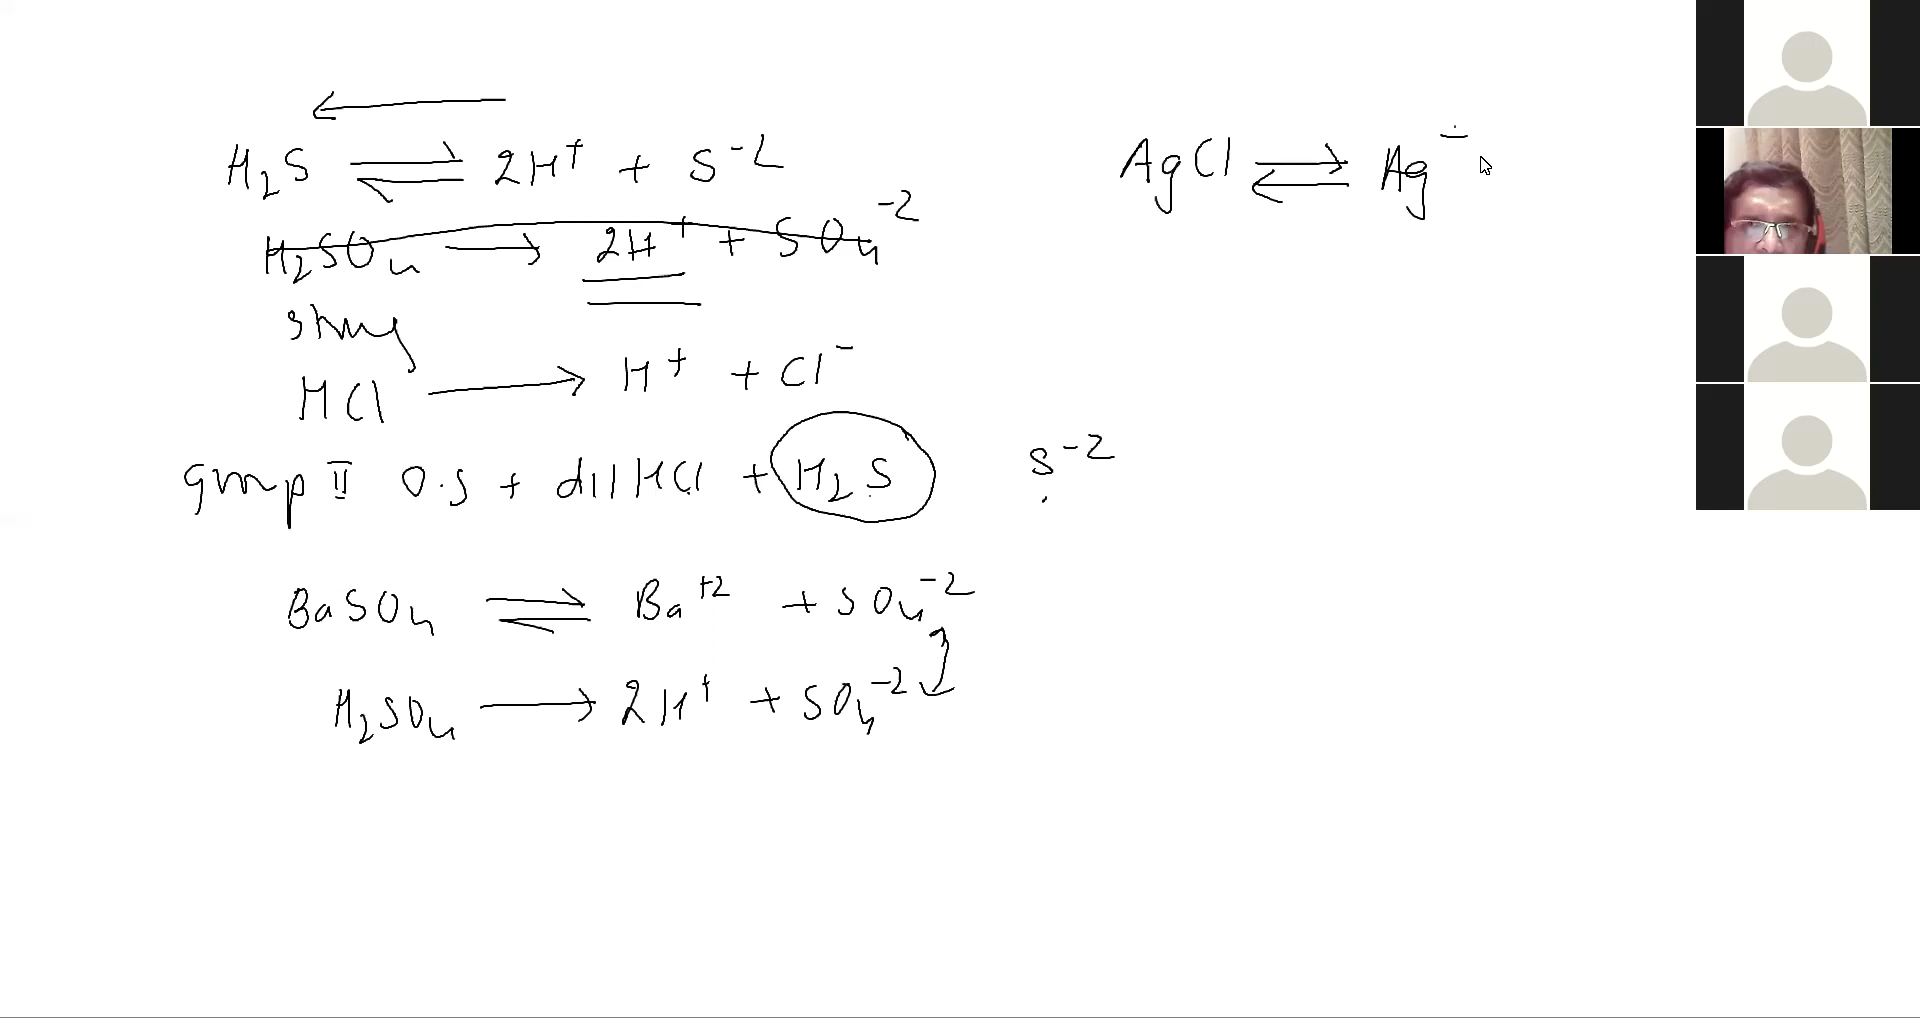 H₂S ⇌ 2H⁺ + S⁻²
H₂SO₄ → 2H⁺ + SO₄⁻²
strong
HCl → H⁺ + Cl⁻
group II O.S + dil HCl + H₂S
S⁻²
BaSO₄ ⇌ Ba⁺² + SO₄⁻²
H₂SO₄ → 2H⁺ + SO₄⁻²
AgCl ⇌ Ag⁻